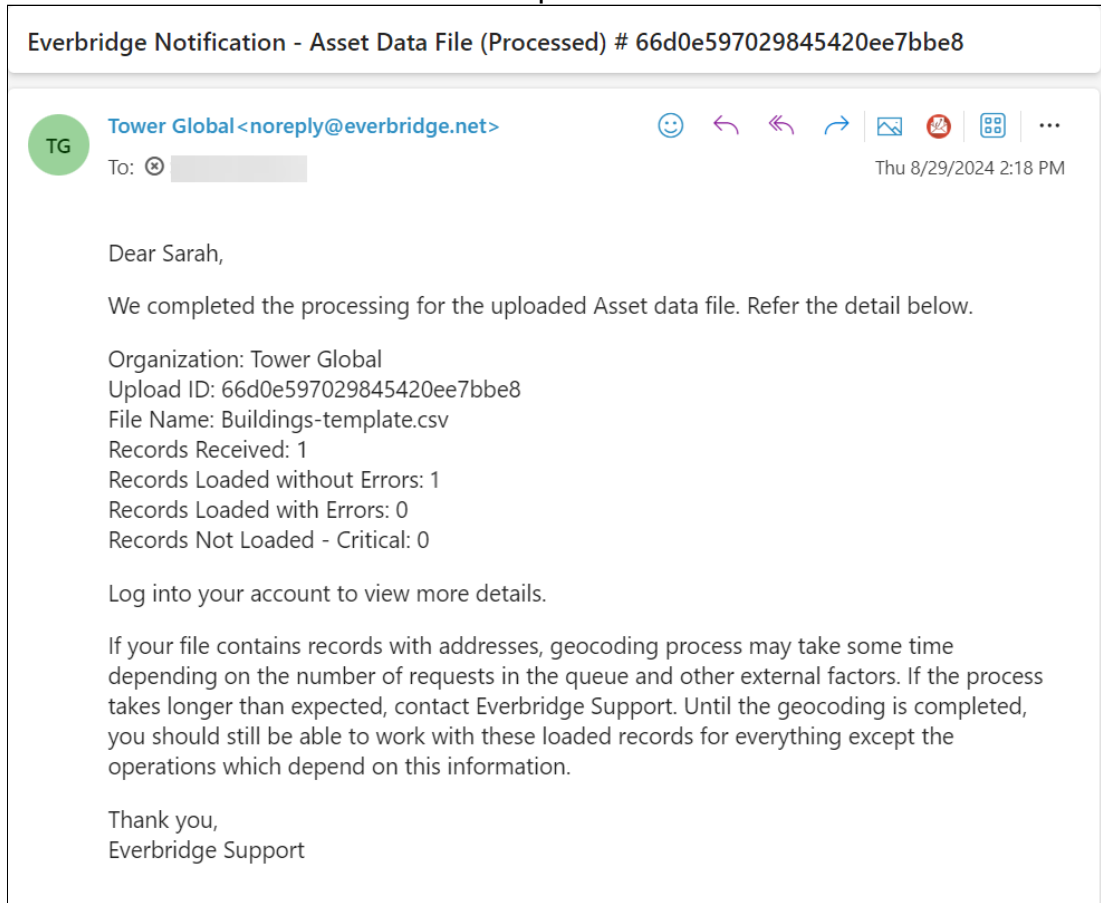 Everbridge Notification - Asset Data File (Processed) # 66d0e597029845420ee7bbe8
TG
Tower Global<noreply@everbridge.net>
To:
Thu 8/29/2024 2:18 PM
Dear Sarah,
We completed the processing for the uploaded Asset data file. Refer the detail below.
Organization: Tower Global
Upload ID: 66d0e597029845420ee7bbe8
File Name: Buildings-template.csv
Records Received: 1
Records Loaded without Errors: 1
Records Loaded with Errors: 0
Records Not Loaded - Critical: 0
Log into your account to view more details.
If your file contains records with addresses, geocoding process may take some time
depending on the number of requests in the queue and other external factors. If the process
takes longer than expected, contact Everbridge Support. Until the geocoding is completed,
you should still be able to work with these loaded records for everything except the
operations which depend on this information.
Thank you,
Everbridge Support